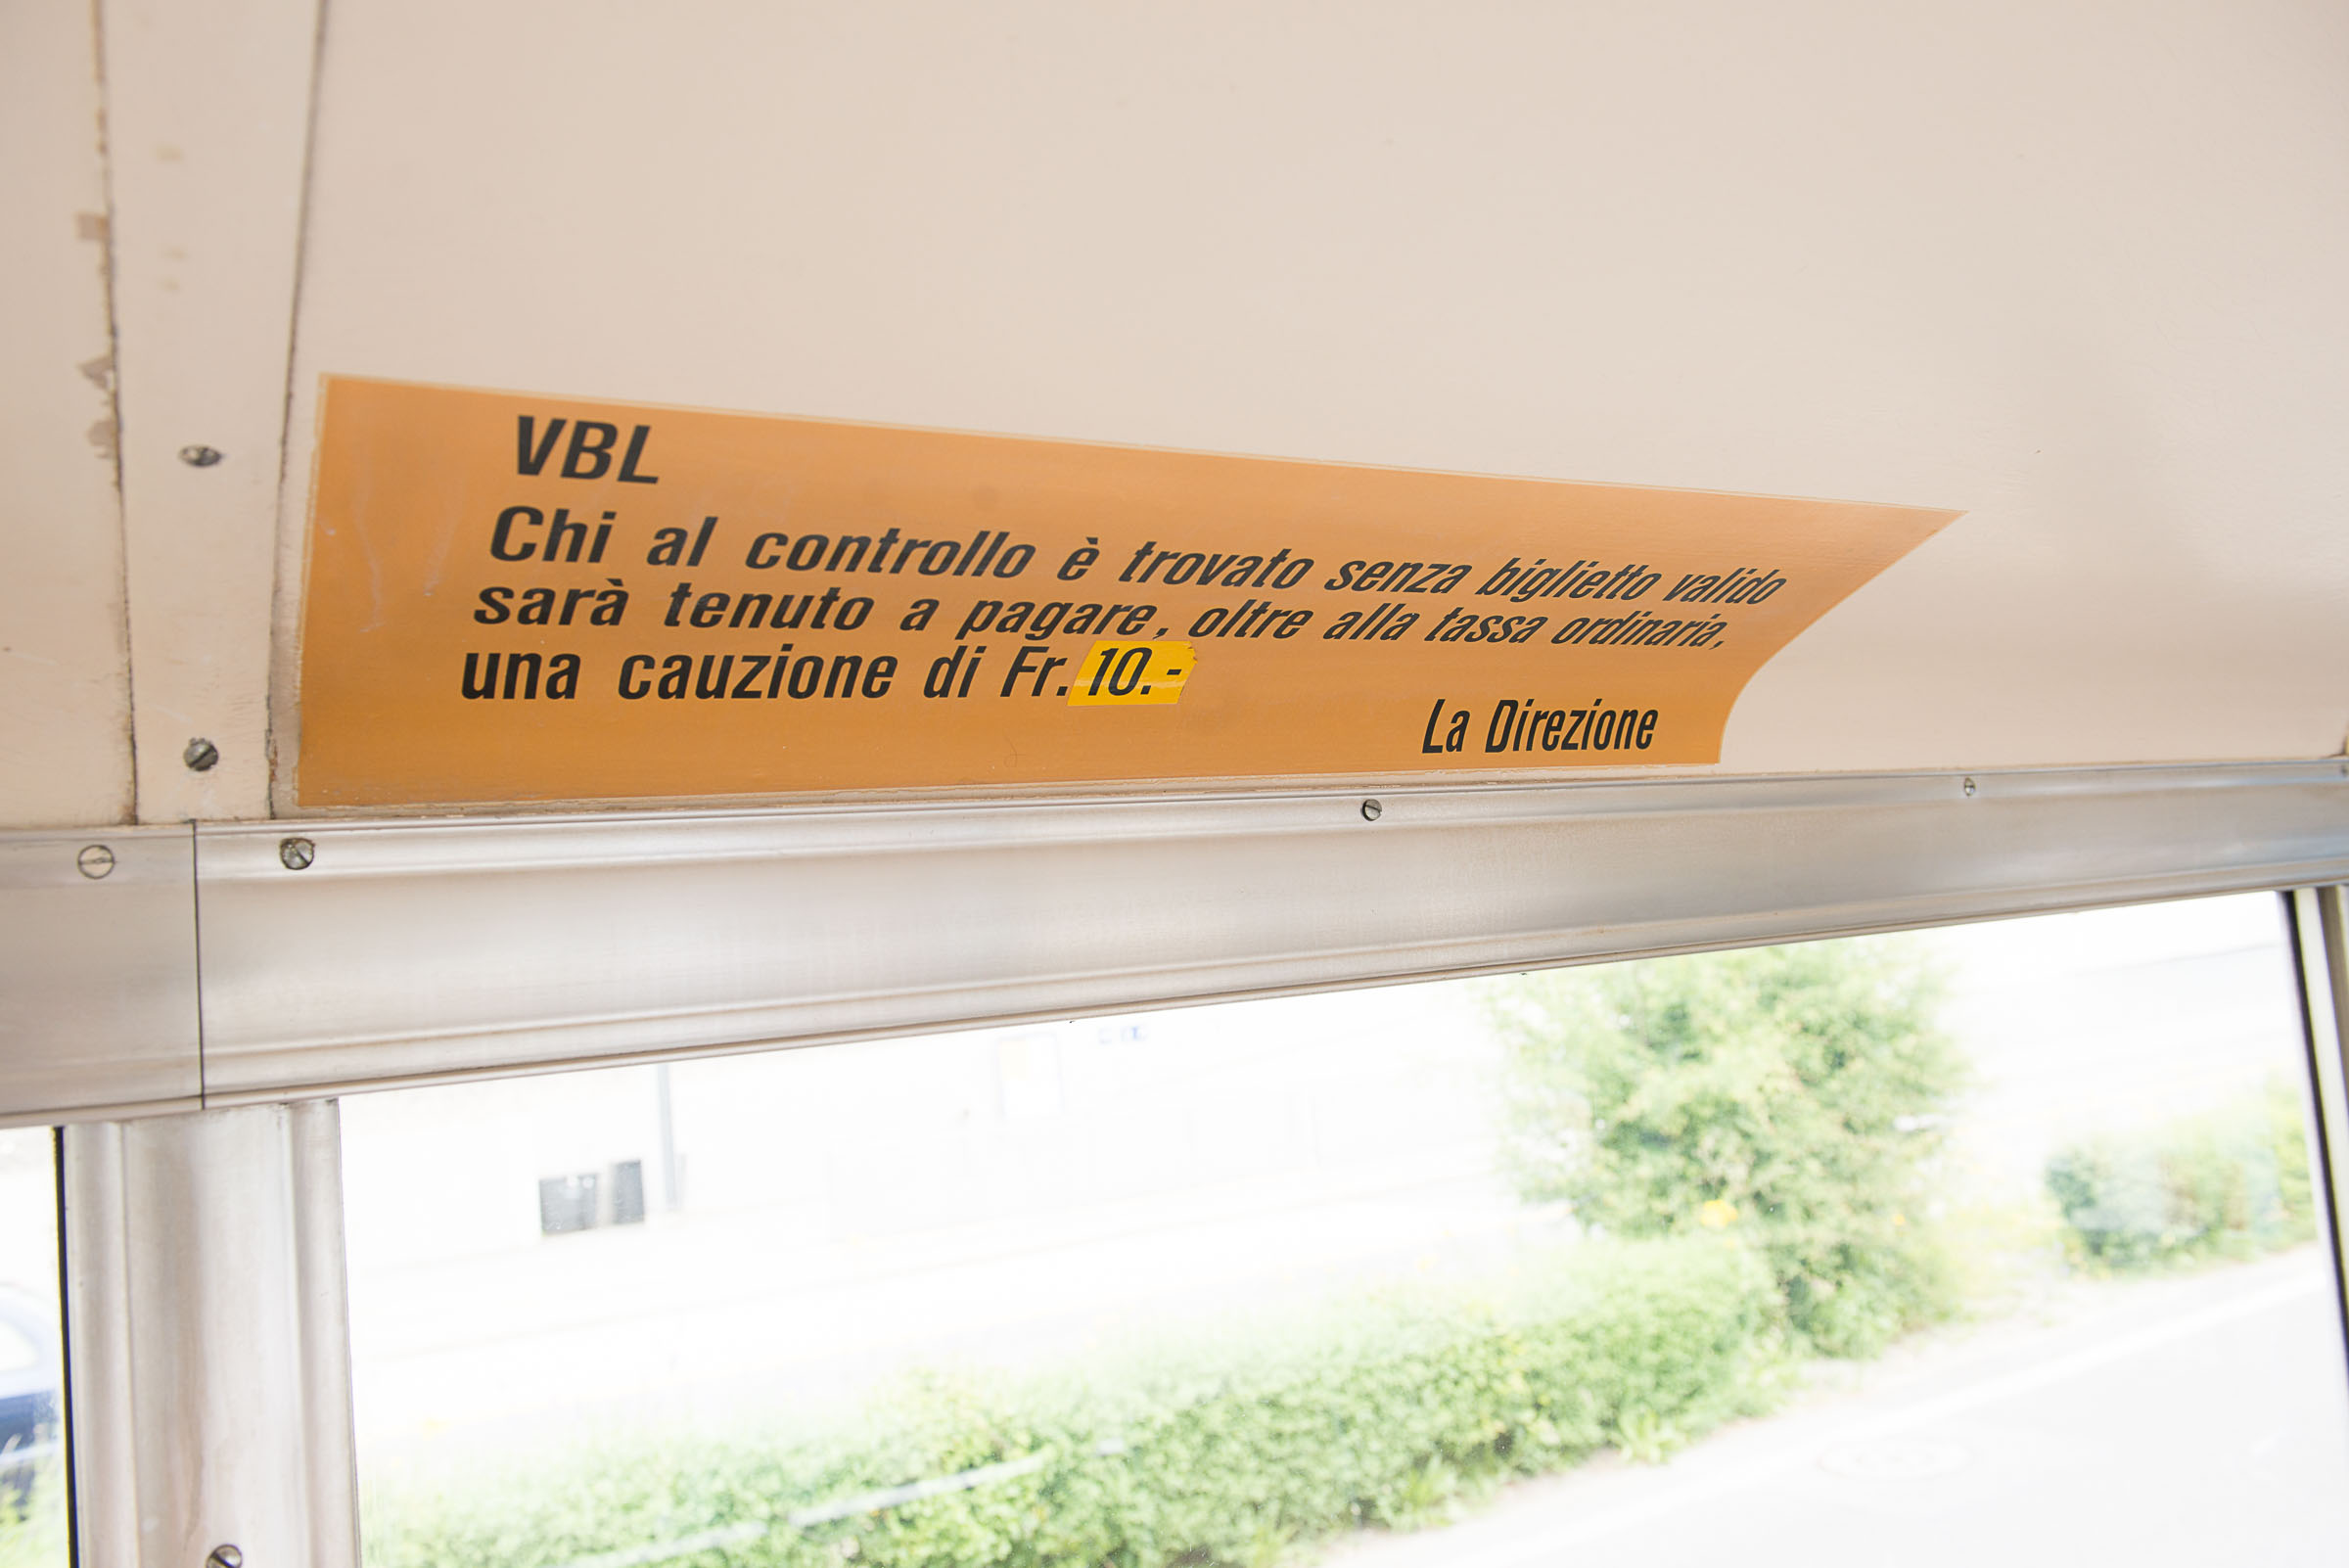 VBL
Chi al controllo è trovato senza biglietto valido
sarà tenuto a pagare, oltre alla tassa ordinaria,
una cauzione di Fr. 10.-
La Direzione